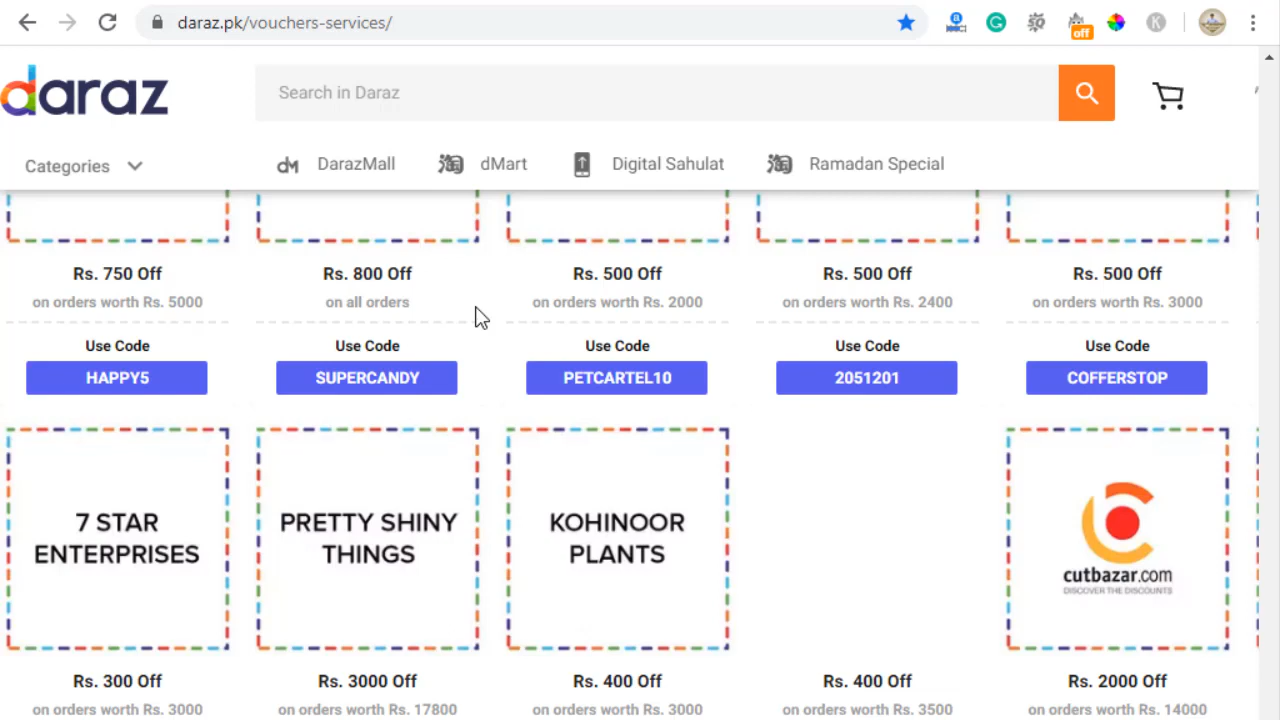 daraz.pk/vouchers-services/
off
K
daraz
Search in Daraz
Categories
DarazMall
dMart
Digital Sahulat
Ramadan Special
Rs. 750 Off
on orders worth Rs. 5000
Use Code
HAPPY5
Rs. 800 Off
on all orders
Use Code
SUPERCANDY
Rs. 500 Off
on orders worth Rs. 2000
Use Code
PETCARTEL10
Rs. 500 Off
on orders worth Rs. 2400
Use Code
2051201
Rs. 500 Off
on orders worth Rs. 3000
Use Code
COFFERSTOP
7 STAR
ENTERPRISES
Rs. 300 Off
on orders worth Rs. 3000
PRETTY SHINY
THINGS
Rs. 3000 Off
on orders worth Rs. 17800
KOHINOOR
PLANTS
Rs. 400 Off
on orders worth Rs. 3000
Rs. 400 Off
on orders worth Rs. 3500
cutbazar.com
DISCOVER THE DISCOUNTS
Rs. 2000 Off
on orders worth Rs. 14000